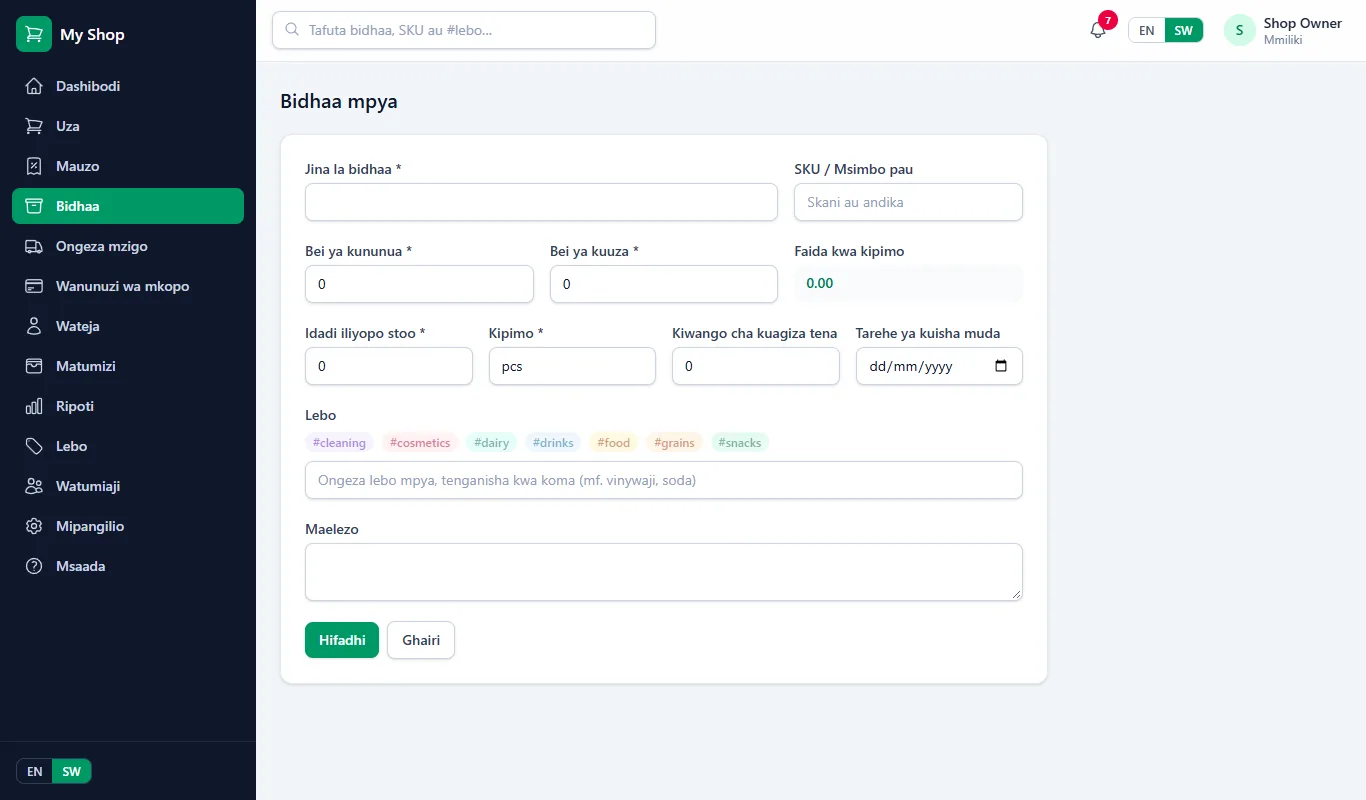 My Shop
Tafuta bidhaa, SKU au #lebo...
7
EN SW
S
Shop Owner
Mmiliki
Dashibodi
Uza
Mauzo
Bidhaa
Ongeza mzigo
Wanunuzi wa mkopo
Wateja
Matumizi
Ripoti
Lebo
Watumiaji
Mipangilio
Msaada
EN SW
Bidhaa mpya
Jina la bidhaa * SKU / Msimbo pau
Skani au andika
Bei ya kununua * Bei ya kuuza * Faida kwa kipimo
0 0 0.00
Idadi iliyopo stoo * Kipimo * Kiwango cha kuagiza tena Tarehe ya kuisha muda
0 pcs 0 dd/mm/yyyy
Lebo
#cleaning #cosmetics #dairy #drinks #food #grains #snacks
Ongeza lebo mpya, tenganisha kwa koma (mf. vinywaji, soda)
Maelezo
Hifadhi Ghairi